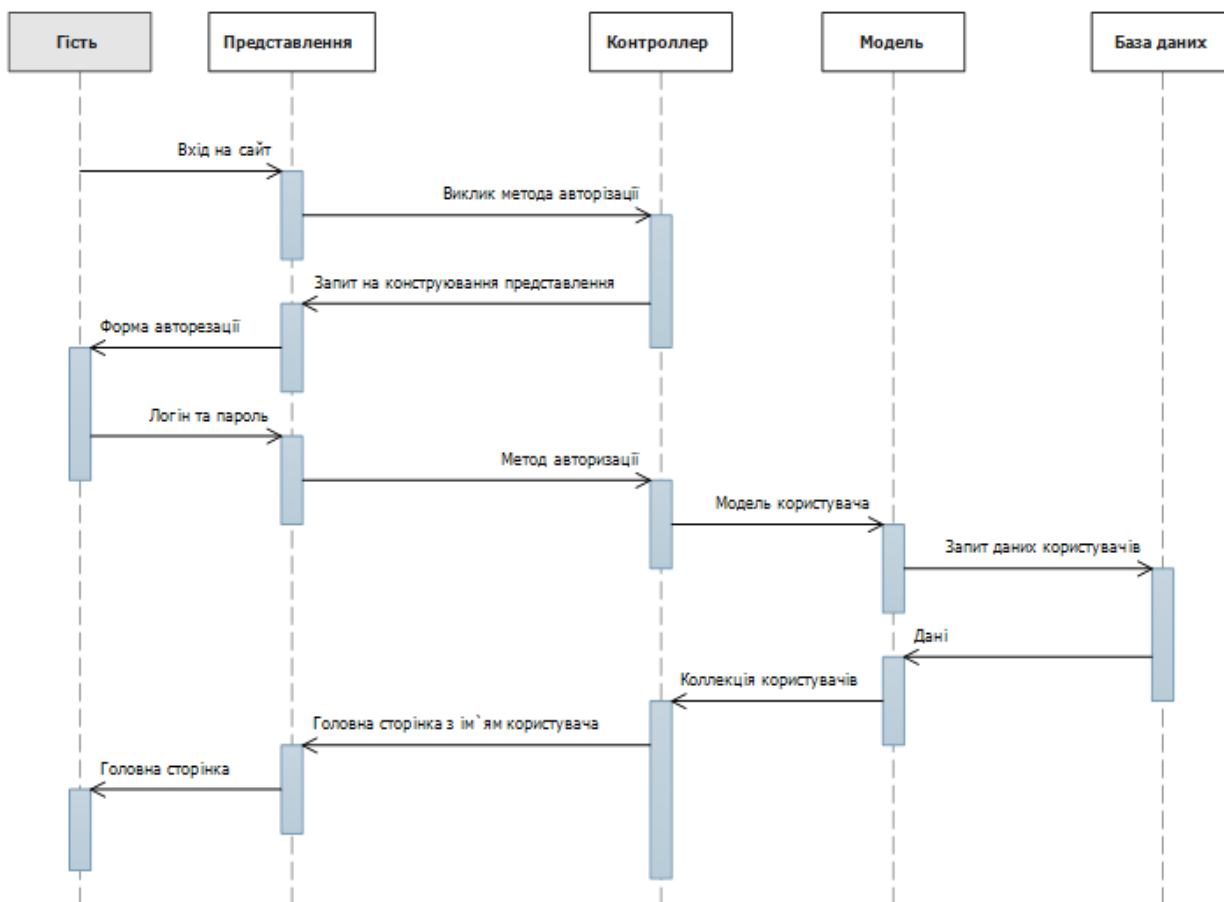 Гість
Представлення
Контроллер
Модель
База даних
Вхід на сайт
Виклик метода авторізації
Запит на конструювання представлення
Форма авторезації
Логін та пароль
Метод авторизації
Модель користувача
Запит даних користувачів
Дані
Коллекція користувачів
Головна сторінка з ім`ям користувача
Головна сторінка